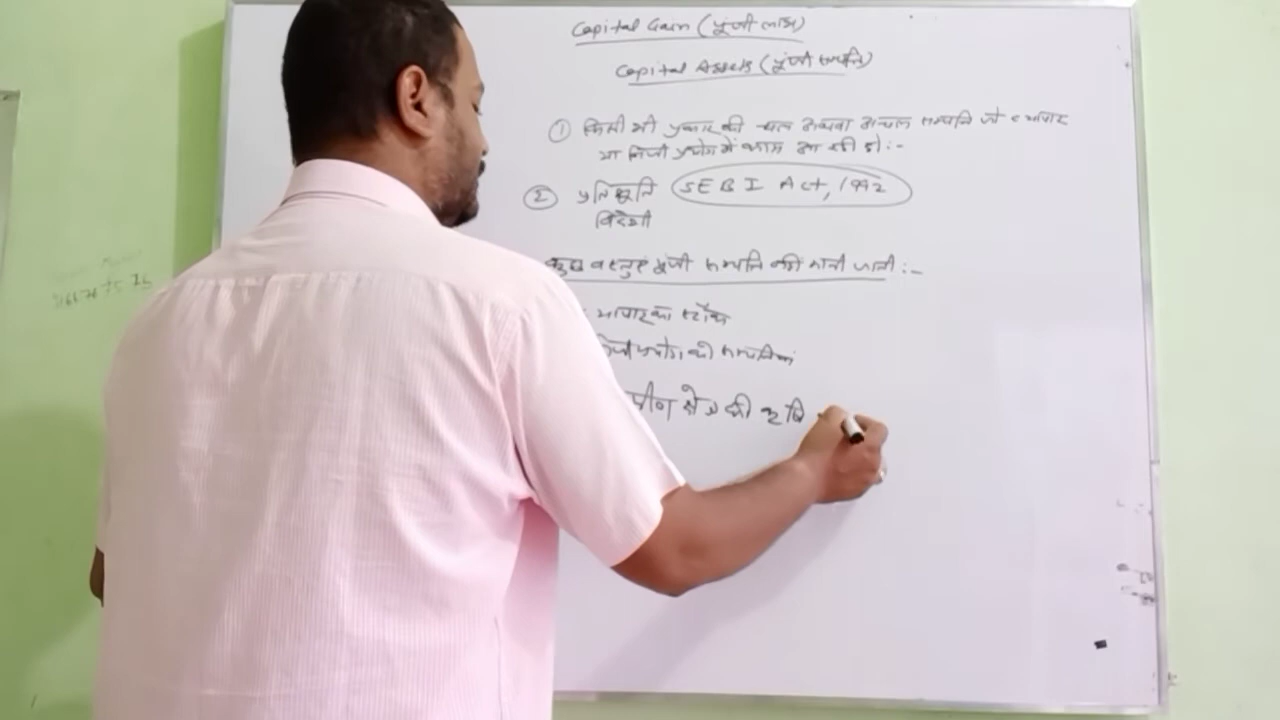 Capital Gain (पूंजी लाभ)
Capital Assets (पूंजी सम्पत्ति)
① किसी भी प्रकार की चल अथवा अचल सम्पत्ति जो व्यापार
या निजी प्रयोग में काम आ रही हो :-
② प्रतिभूति SEBI Act, 1992
विदेशी
कुछ वस्तुए पूंजी सम्पत्ति नही मानी जाती :-
व्यापार का स्टॉक
निजी प्रयोग की सम्पत्तियां
क्षेत्र की कृषि